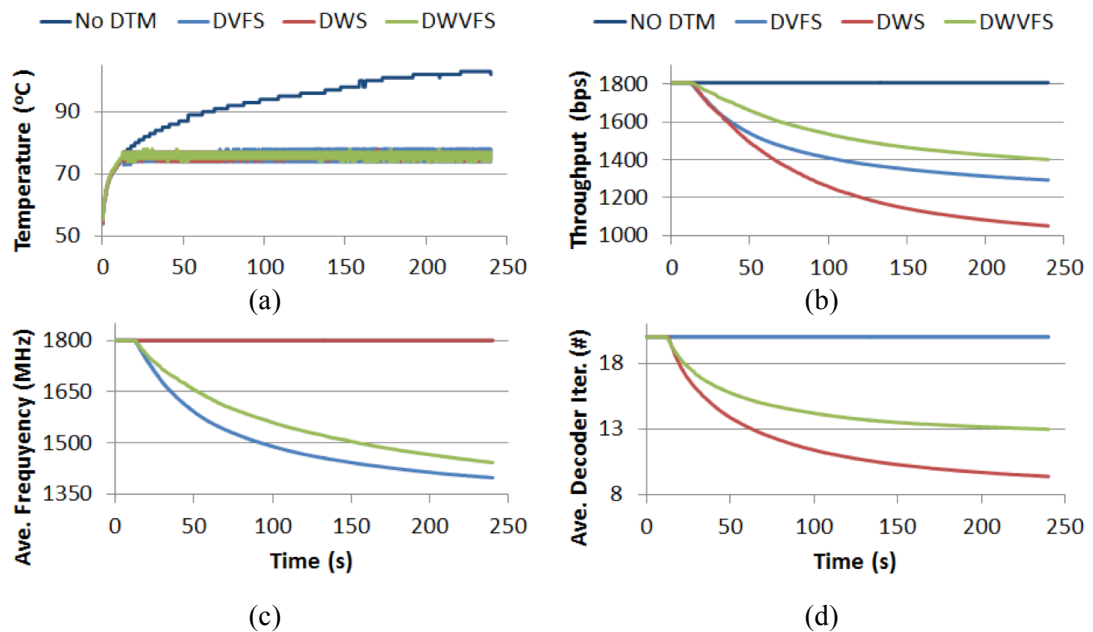 No DTM DVFS DWS DWVFS
NO DTM DVFS DWS DWVFS
Temperature (°C)
90
70
50
0 50 100 150 200 250
(a)
Throughput (bps)
1800
1600
1400
1200
1000
0 50 100 150 200 250
(b)
Ave. Frequyency (MHz)
1800
1650
1500
1350
0 50 100 150 200 250
Time (s)
(c)
Ave. Decoder Iter. (#)
18
13
8
0 50 100 150 200 250
Time (s)
(d)